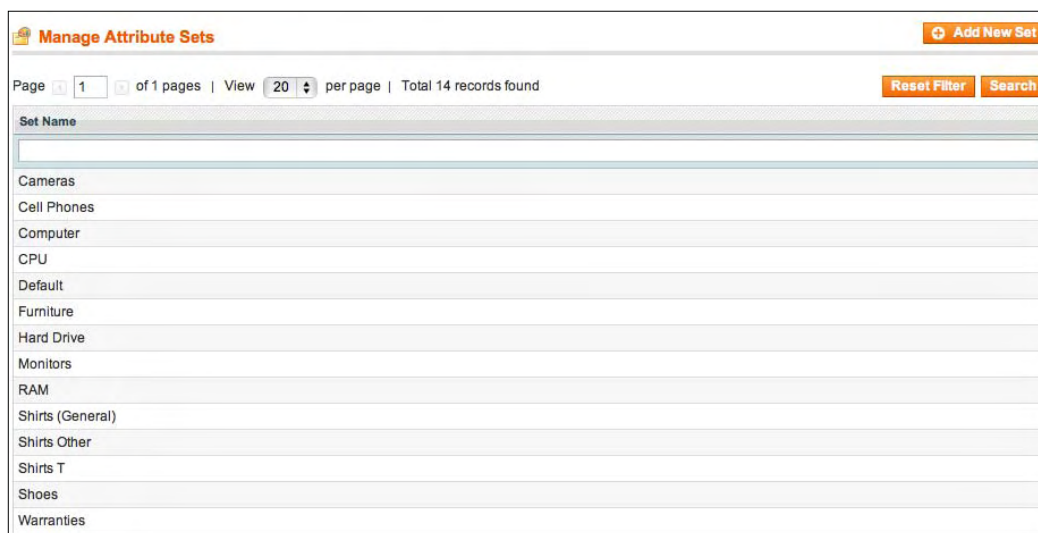 Manage Attribute Sets
Add New Set
Page 1 of 1 pages | View 20 per page | Total 14 records found
Reset Filter Search
Set Name
Cameras
Cell Phones
Computer
CPU
Default
Furniture
Hard Drive
Monitors
RAM
Shirts (General)
Shirts Other
Shirts T
Shoes
Warranties